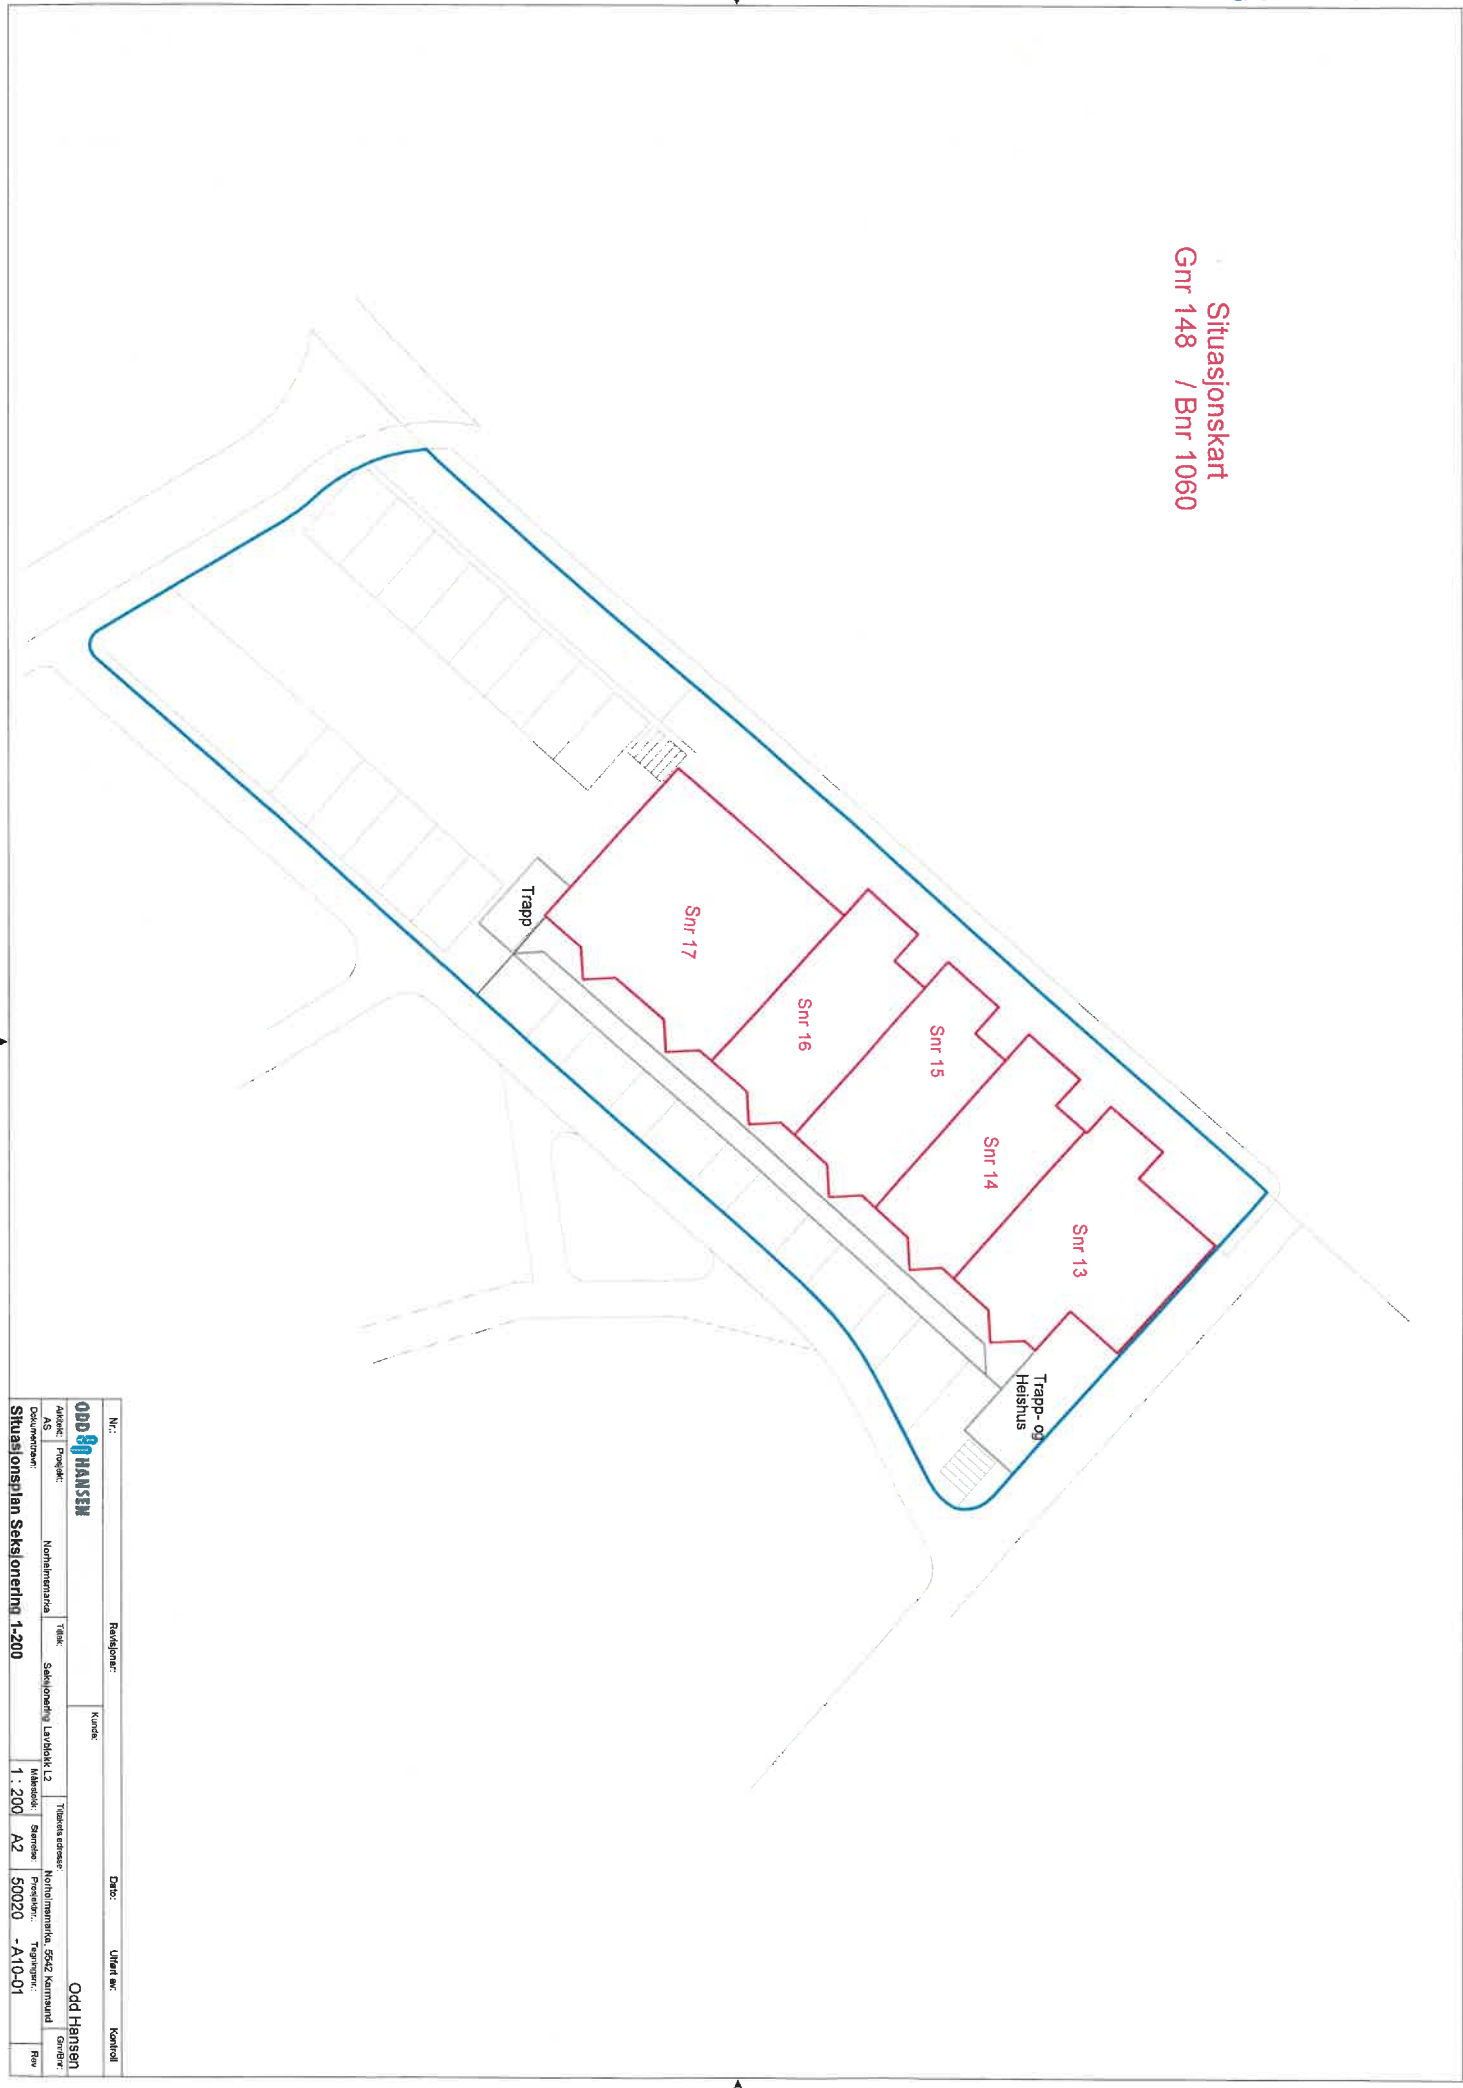 Situasjonskart
Gnr 148 / Bnr 1060
Snr 17
Snr 16
Snr 15
Snr 14
Snr 13
Trapp
Trapp- og
Heishus
Nr.:
Revisjoner:
Dato:
Utført av:
Kontroll
ODD HANSEN
Kunde:
Odd Hansen
Arkitekt:
AS
Prosjekt:
Norheimsmarka
Tiltak:
Seksjonering Lavblokk L2
Tiltakets adresse:
Norheimsmarka, 5542 Karmsund
Gnr/Bnr:
Dokumentnavn:
Situasjonsplan Seksjonering 1-200
Målestokk:
1 : 200
Størrelse:
A2
Prosjektnr.:
50020
Tegningsnr.:
- A10-01
Rev